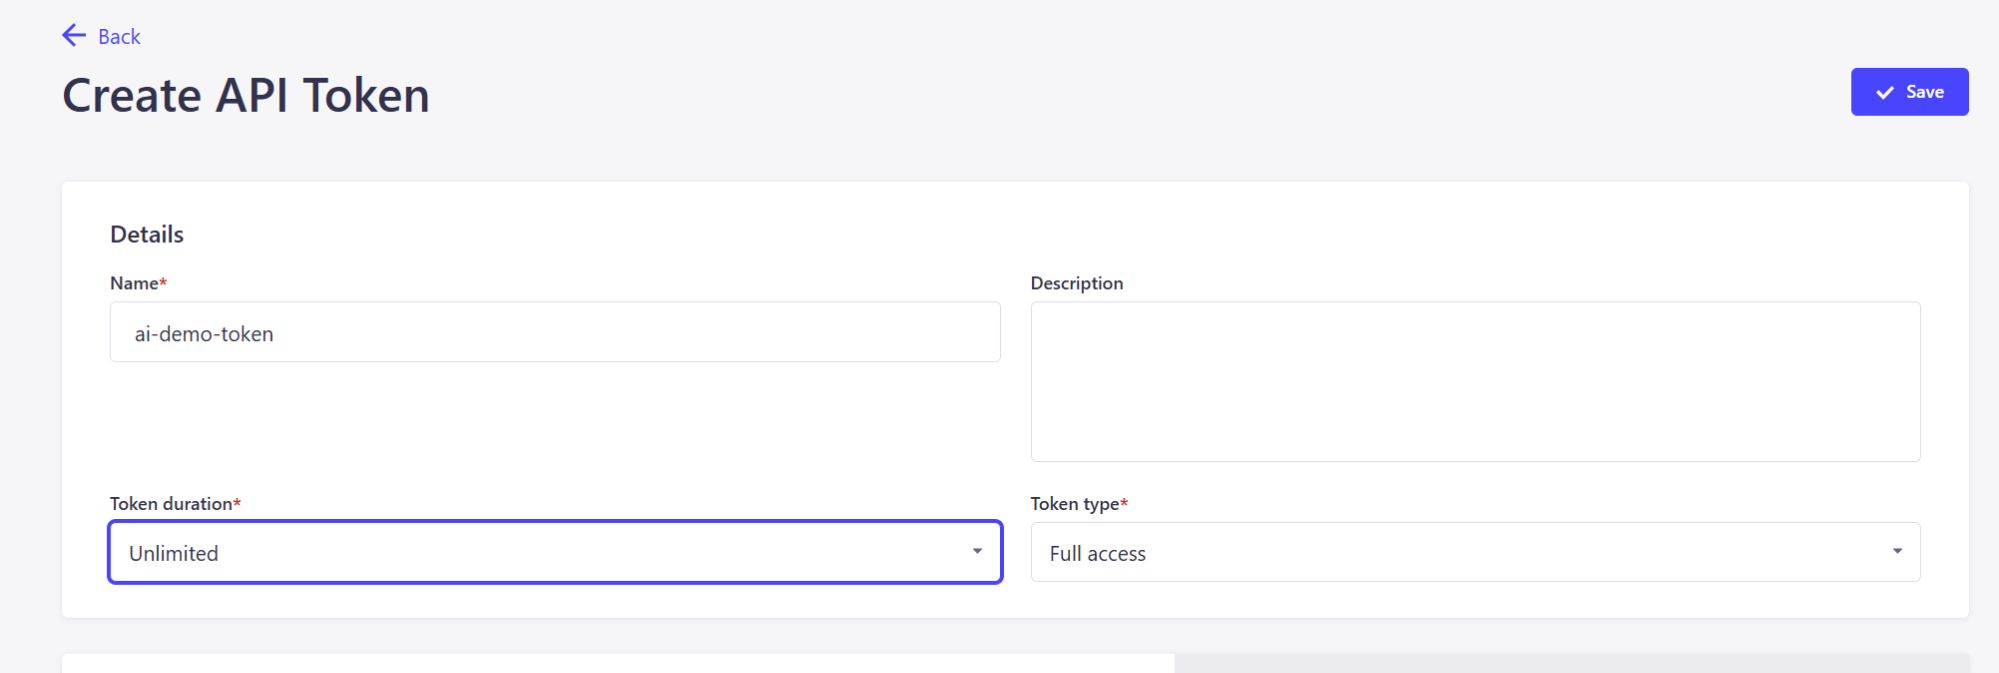 Back
Create API Token
Save
Details
Name*
ai-demo-token
Description
Token duration*
Unlimited
Token type*
Full access